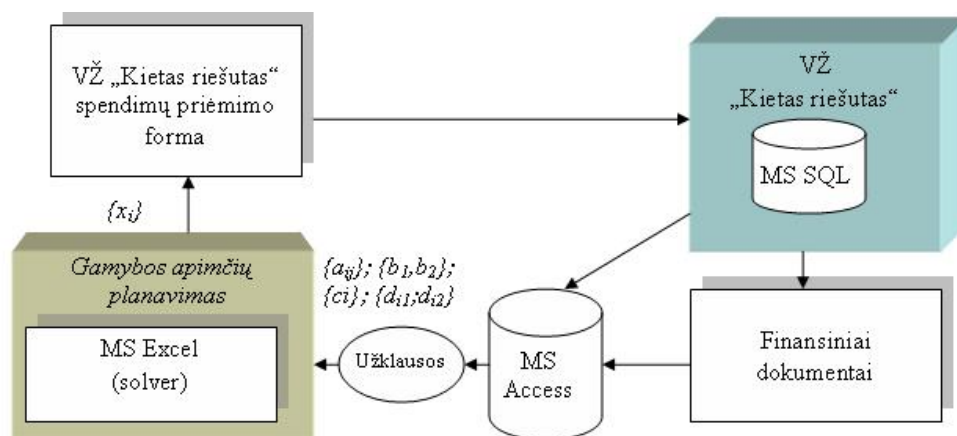 VŽ „Kietas riešutas“
spendimų priėmimo
forma
VŽ
„Kietas riešutas“
MS SQL
{xi}
Gamybos apimčių
planavimas
MS Excel
(solver)
{aij}; {b1,b2};
{ci}; {di1;di2}
Užklausos
MS
Access
Finansiniai
dokumentai